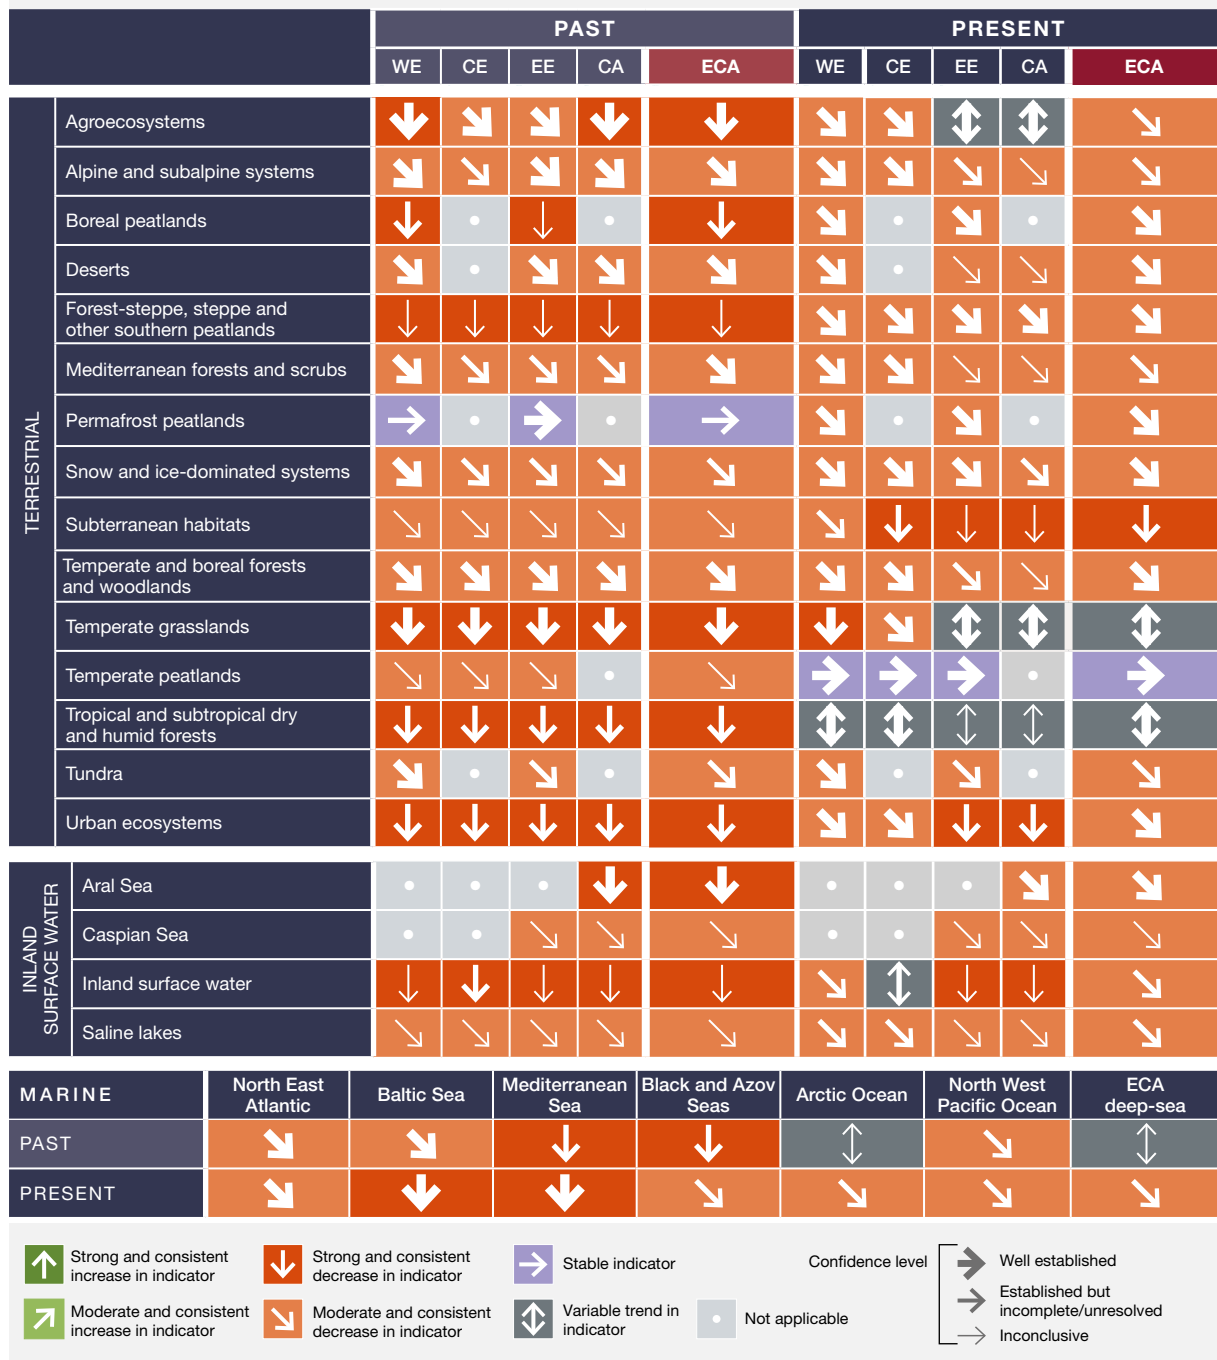 PAST
PRESENT
WE CE EE CA ECA WE CE EE CA ECA
TERRESTRIAL
Agroecosystems
Alpine and subalpine systems
Boreal peatlands
Deserts
Forest-steppe, steppe and
other southern peatlands
Mediterranean forests and scrubs
Permafrost peatlands
Snow and ice-dominated systems
Subterranean habitats
Temperate and boreal forests
and woodlands
Temperate grasslands
Temperate peatlands
Tropical and subtropical dry
and humid forests
Tundra
Urban ecosystems
INLAND
SURFACE WATER
Aral Sea
Caspian Sea
Inland surface water
Saline lakes
MARINE
North East
Atlantic
Baltic Sea
Mediterranean
Sea
Black and Azov
Seas
Arctic Ocean
North West
Pacific Ocean
ECA
deep-sea
PAST
PRESENT
Strong and consistent
increase in indicator
Strong and consistent
decrease in indicator
Stable indicator
Moderate and consistent
increase in indicator
Moderate and consistent
decrease in indicator
Variable trend in
indicator
Not applicable
Confidence level
Well established
Established but
incomplete/unresolved
Inconclusive